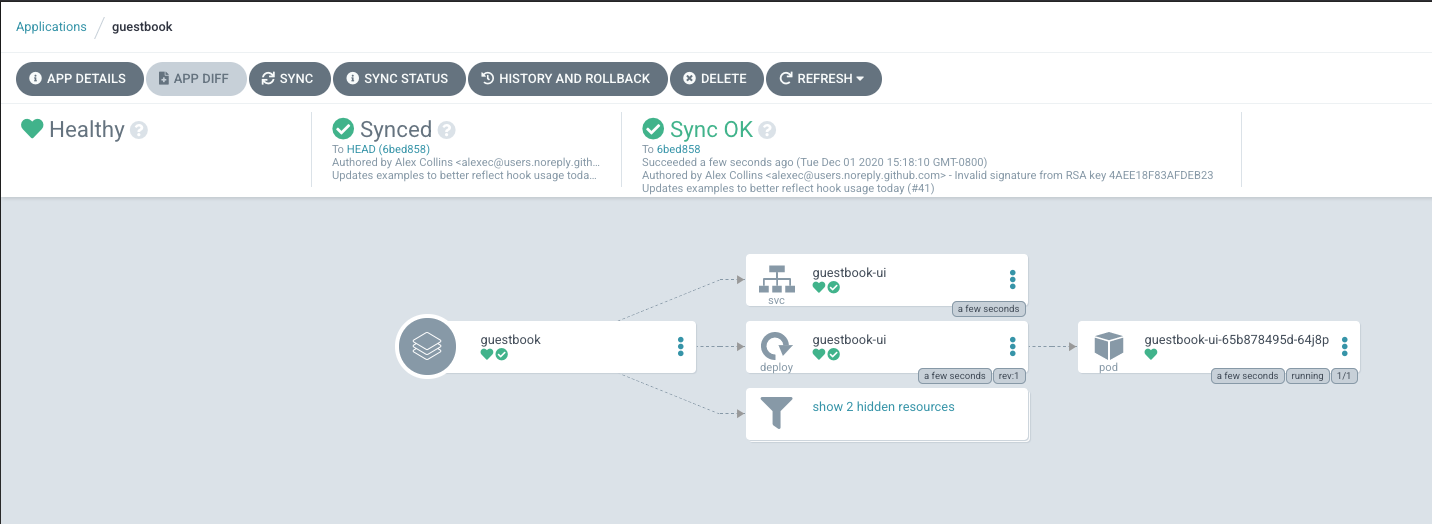 Applications / guestbook
APP DETAILS APP DIFF SYNC SYNC STATUS HISTORY AND ROLLBACK DELETE REFRESH
Healthy ?
Synced ?
To HEAD (6bed858)
Authored by Alex Collins <alexec@users.noreply.gith...
Updates examples to better reflect hook usage toda...
Sync OK ?
To 6bed858
Succeeded a few seconds ago (Tue Dec 01 2020 15:18:10 GMT-0800)
Authored by Alex Collins <alexec@users.noreply.github.com> - Invalid signature from RSA key 4AEE18F83AFDEB23
Updates examples to better reflect hook usage today (#41)
guestbook
guestbook-ui
svc
a few seconds
guestbook-ui
deploy
a few seconds rev:1
show 2 hidden resources
guestbook-ui-65b878495d-64j8p
pod
a few seconds running 1/1